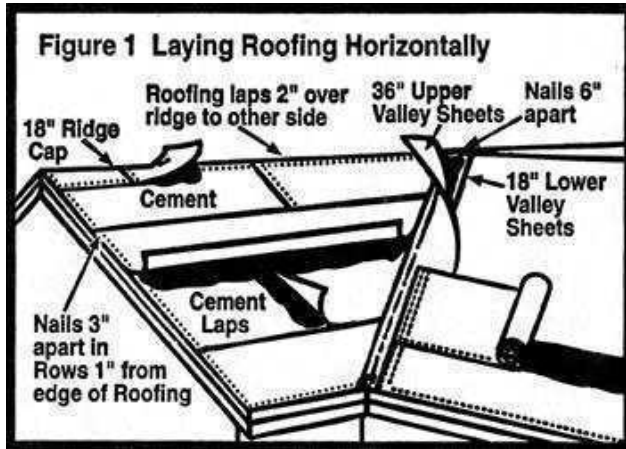 Figure 1 Laying Roofing Horizontally
18" Ridge
Cap
Roofing laps 2" over
ridge to other side
36" Upper
Valley Sheets
Nails 6"
apart
Cement
18" Lower
Valley
Sheets
Cement
Laps
Nails 3"
apart in
Rows 1" from
edge of Roofing